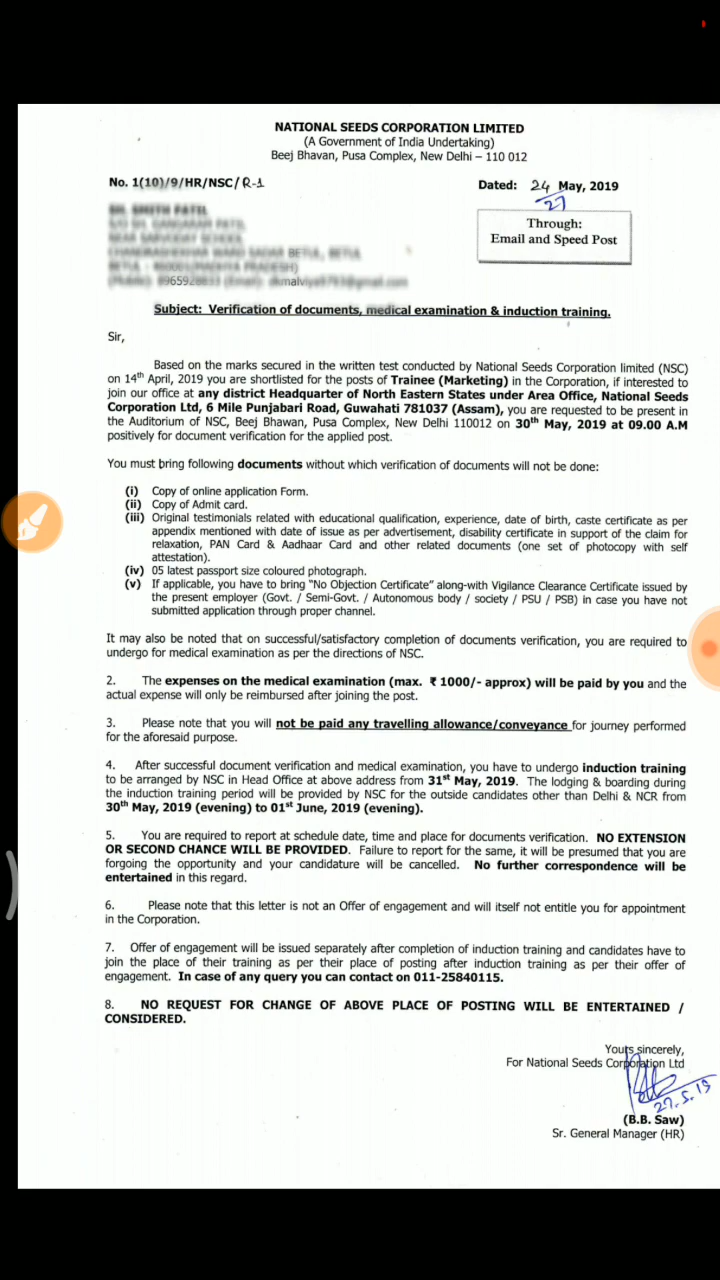 NATIONAL SEEDS CORPORATION LIMITED
(A Government of India Undertaking)
Beej Bhavan, Pusa Complex, New Delhi – 110 012
No. 1(10)/9/HR/NSC/R-1
Dated: 24 May, 2019
27
Through:
Email and Speed Post
Subject: Verification of documents, medical examination & induction training.
Sir,
Based on the marks secured in the written test conducted by National Seeds Corporation limited (NSC)
on 14th April, 2019 you are shortlisted for the posts of Trainee (Marketing) in the Corporation, if interested to
join our office at any district Headquarter of North Eastern States under Area Office, National Seeds
Corporation Ltd, 6 Mile Punjabari Road, Guwahati 781037 (Assam), you are requested to be present in
the Auditorium of NSC, Beej Bhawan, Pusa Complex, New Delhi 110012 on 30th May, 2019 at 09.00 A.M
positively for document verification for the applied post.
You must bring following documents without which verification of documents will not be done:
(i) Copy of online application Form.
(ii) Copy of Admit card.
(iii) Original testimonials related with educational qualification, experience, date of birth, caste certificate as per
appendix mentioned with date of issue as per advertisement, disability certificate in support of the claim for
relaxation, PAN Card & Aadhaar Card and other related documents (one set of photocopy with self
attestation).
(iv) 05 latest passport size coloured photograph.
(v) If applicable, you have to bring "No Objection Certificate" along-with Vigilance Clearance Certificate issued by
the present employer (Govt. / Semi-Govt. / Autonomous body / society / PSU / PSB) in case you have not
submitted application through proper channel.
It may also be noted that on successful/satisfactory completion of documents verification, you are required to
undergo for medical examination as per the directions of NSC.
2. The expenses on the medical examination (max. ₹ 1000/- approx) will be paid by you and the
actual expense will only be reimbursed after joining the post.
3. Please note that you will not be paid any travelling allowance/conveyance for journey performed
for the aforesaid purpose.
4. After successful document verification and medical examination, you have to undergo induction training
to be arranged by NSC in Head Office at above address from 31st May, 2019. The lodging & boarding during
the induction training period will be provided by NSC for the outside candidates other than Delhi & NCR from
30th May, 2019 (evening) to 01st June, 2019 (evening).
5. You are required to report at schedule date, time and place for documents verification. NO EXTENSION
OR SECOND CHANCE WILL BE PROVIDED. Failure to report for the same, it will be presumed that you are
forgoing the opportunity and your candidature will be cancelled. No further correspondence will be
entertained in this regard.
6. Please note that this letter is not an Offer of engagement and will itself not entitle you for appointment
in the Corporation.
7. Offer of engagement will be issued separately after completion of induction training and candidates have to
join the place of their training as per their place of posting after induction training as per their offer of
engagement. In case of any query you can contact on 011-25840115.
8. NO REQUEST FOR CHANGE OF ABOVE PLACE OF POSTING WILL BE ENTERTAINED /
CONSIDERED.
Yours sincerely,
For National Seeds Corporation Ltd
27.5.19
(B.B. Saw)
Sr. General Manager (HR)